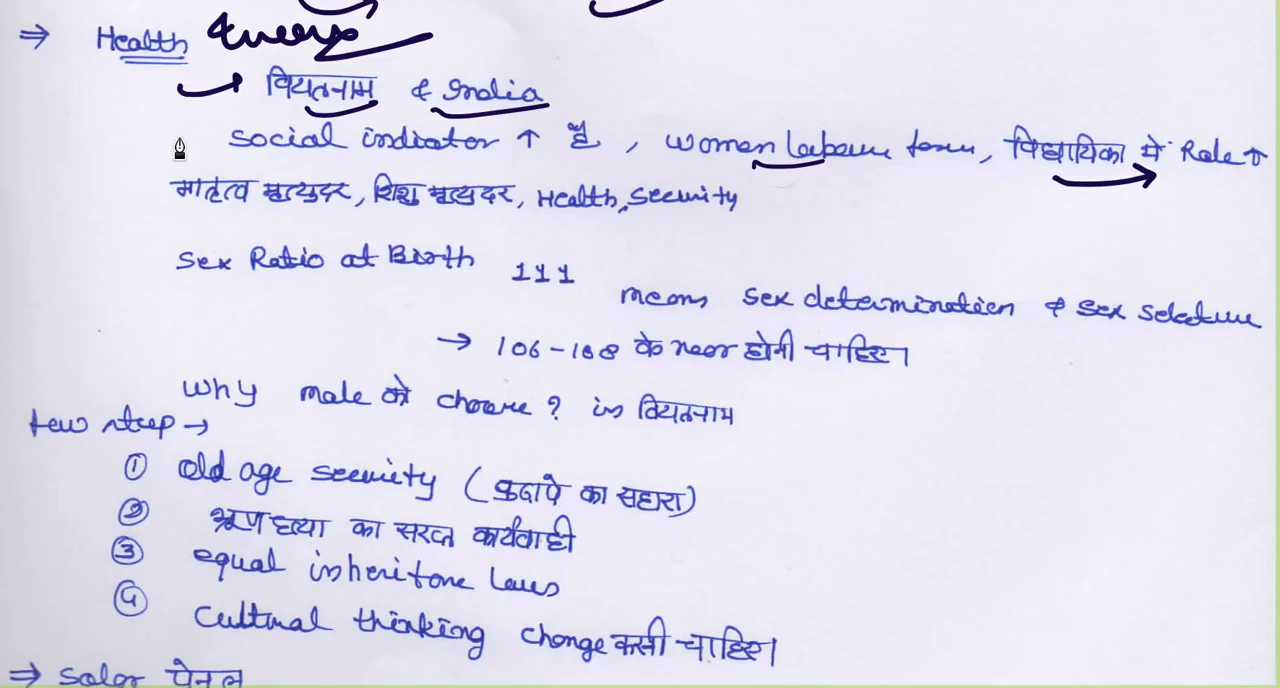 ⇒ Health
→ वियतनाम & India
Social indicator ↑ है, women labour force, विधायिका में Role ↑
मातृत्व मृत्युदर, शिशु मृत्युदर, Health, Security
Sex Ratio at Birth 111
means sex determination & sex selection
→ 106-108 के near होनी चाहिए।
Why male को choose? in वियतनाम
few step →
① old age security (बुढापे का सहारा)
② भ्रूणहत्या का सख्त कार्यवाही
③ equal inheritance laws
④ Cultural thinking change करनी चाहिए।
⇒ Solar पेनल